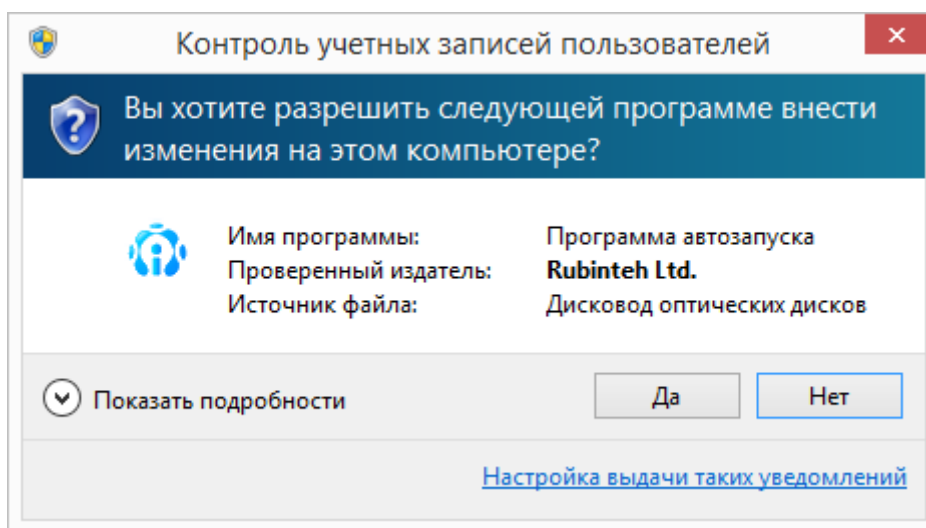 Контроль учетных записей пользователей
Вы хотите разрешить следующей программе внести
изменения на этом компьютере?
Имя программы: Программа автозапуска
Проверенный издатель: Rubinteh Ltd.
Источник файла: Дисковод оптических дисков
Показать подробности
Да
Нет
Настройка выдачи таких уведомлений